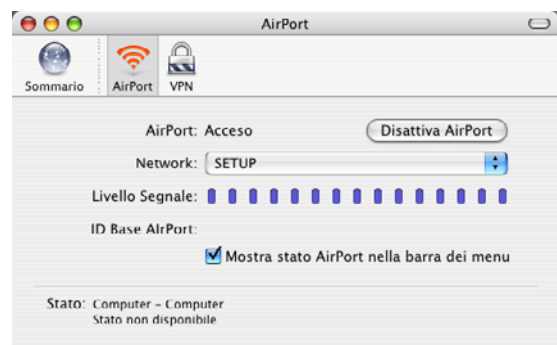 AirPort
Sommario AirPort VPN
AirPort: Acceso Disattiva AirPort
Network: SETUP
Livello Segnale:
ID Base AirPort:
Mostra stato AirPort nella barra dei menu
Stato: Computer – Computer
Stato non disponibile